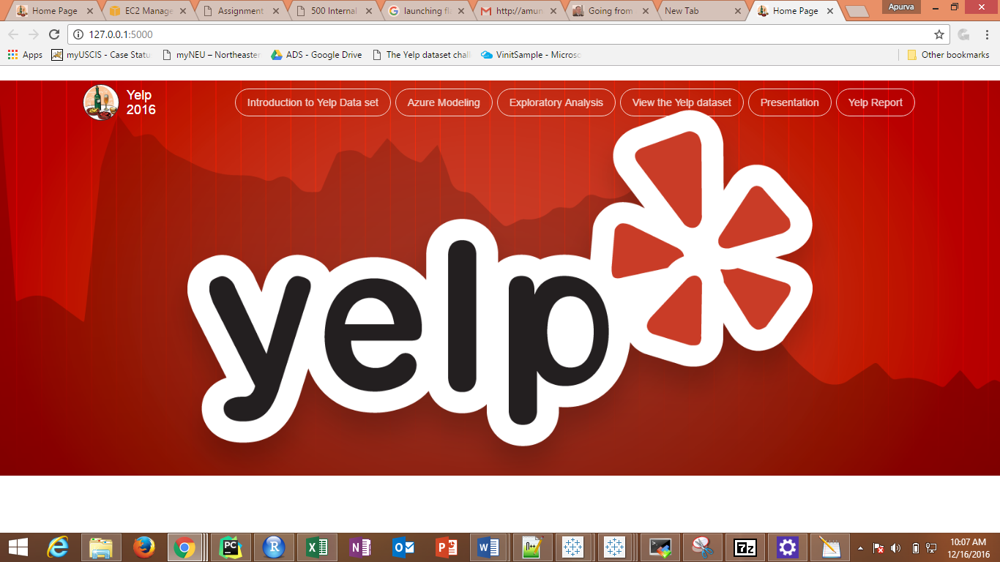 Home Page
EC2 Manage
Assignment
500 Internal
launching fl
http://amun
Going from
New Tab
Home Page
Apurva
127.0.0.1:5000
Apps
myUSCIS - Case Statu
myNEU – Northeaster
ADS - Google Drive
The Yelp dataset chall
VinitSample - Microsc
Other bookmarks
Yelp
2016
Introduction to Yelp Data set
Azure Modeling
Exploratory Analysis
View the Yelp dataset
Presentation
Yelp Report
yelp
PC
R
7z
10:07 AM
12/16/2016